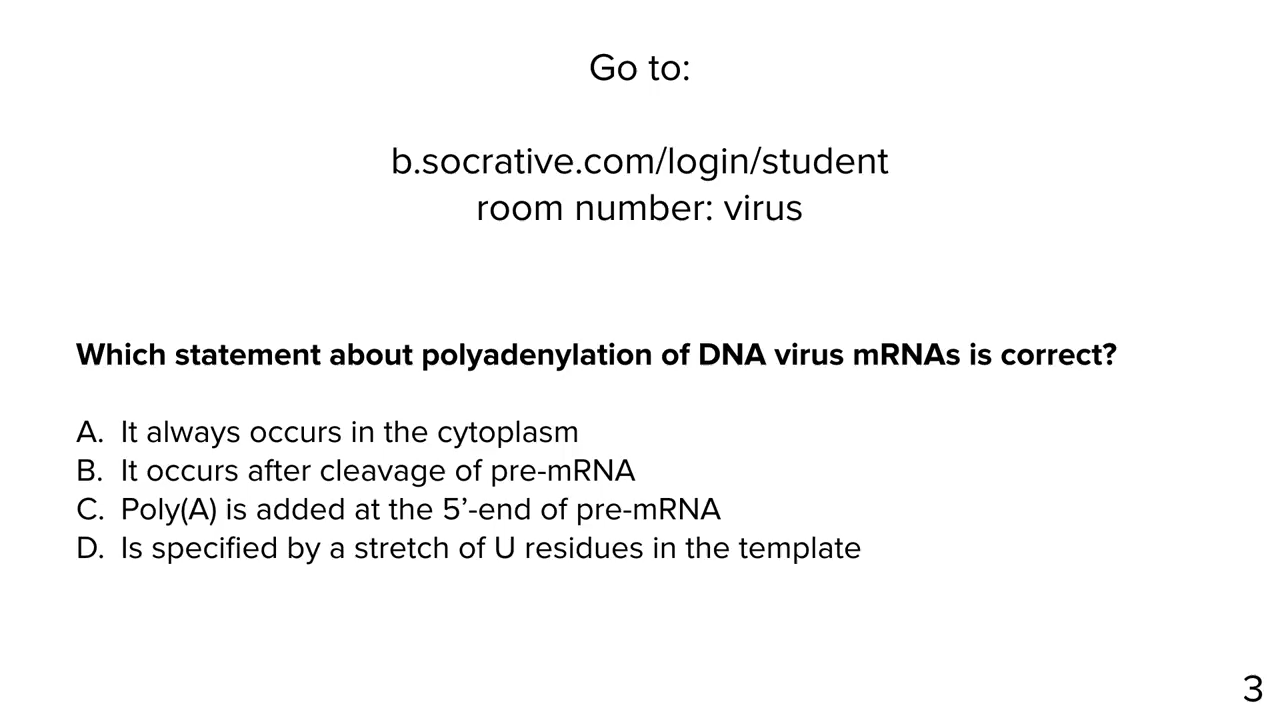 Go to:
b.socrative.com/login/student
room number: virus
Which statement about polyadenylation of DNA virus mRNAs is correct?
A. It always occurs in the cytoplasm
B. It occurs after cleavage of pre-mRNA
C. Poly(A) is added at the 5’-end of pre-mRNA
D. Is specified by a stretch of U residues in the template
3